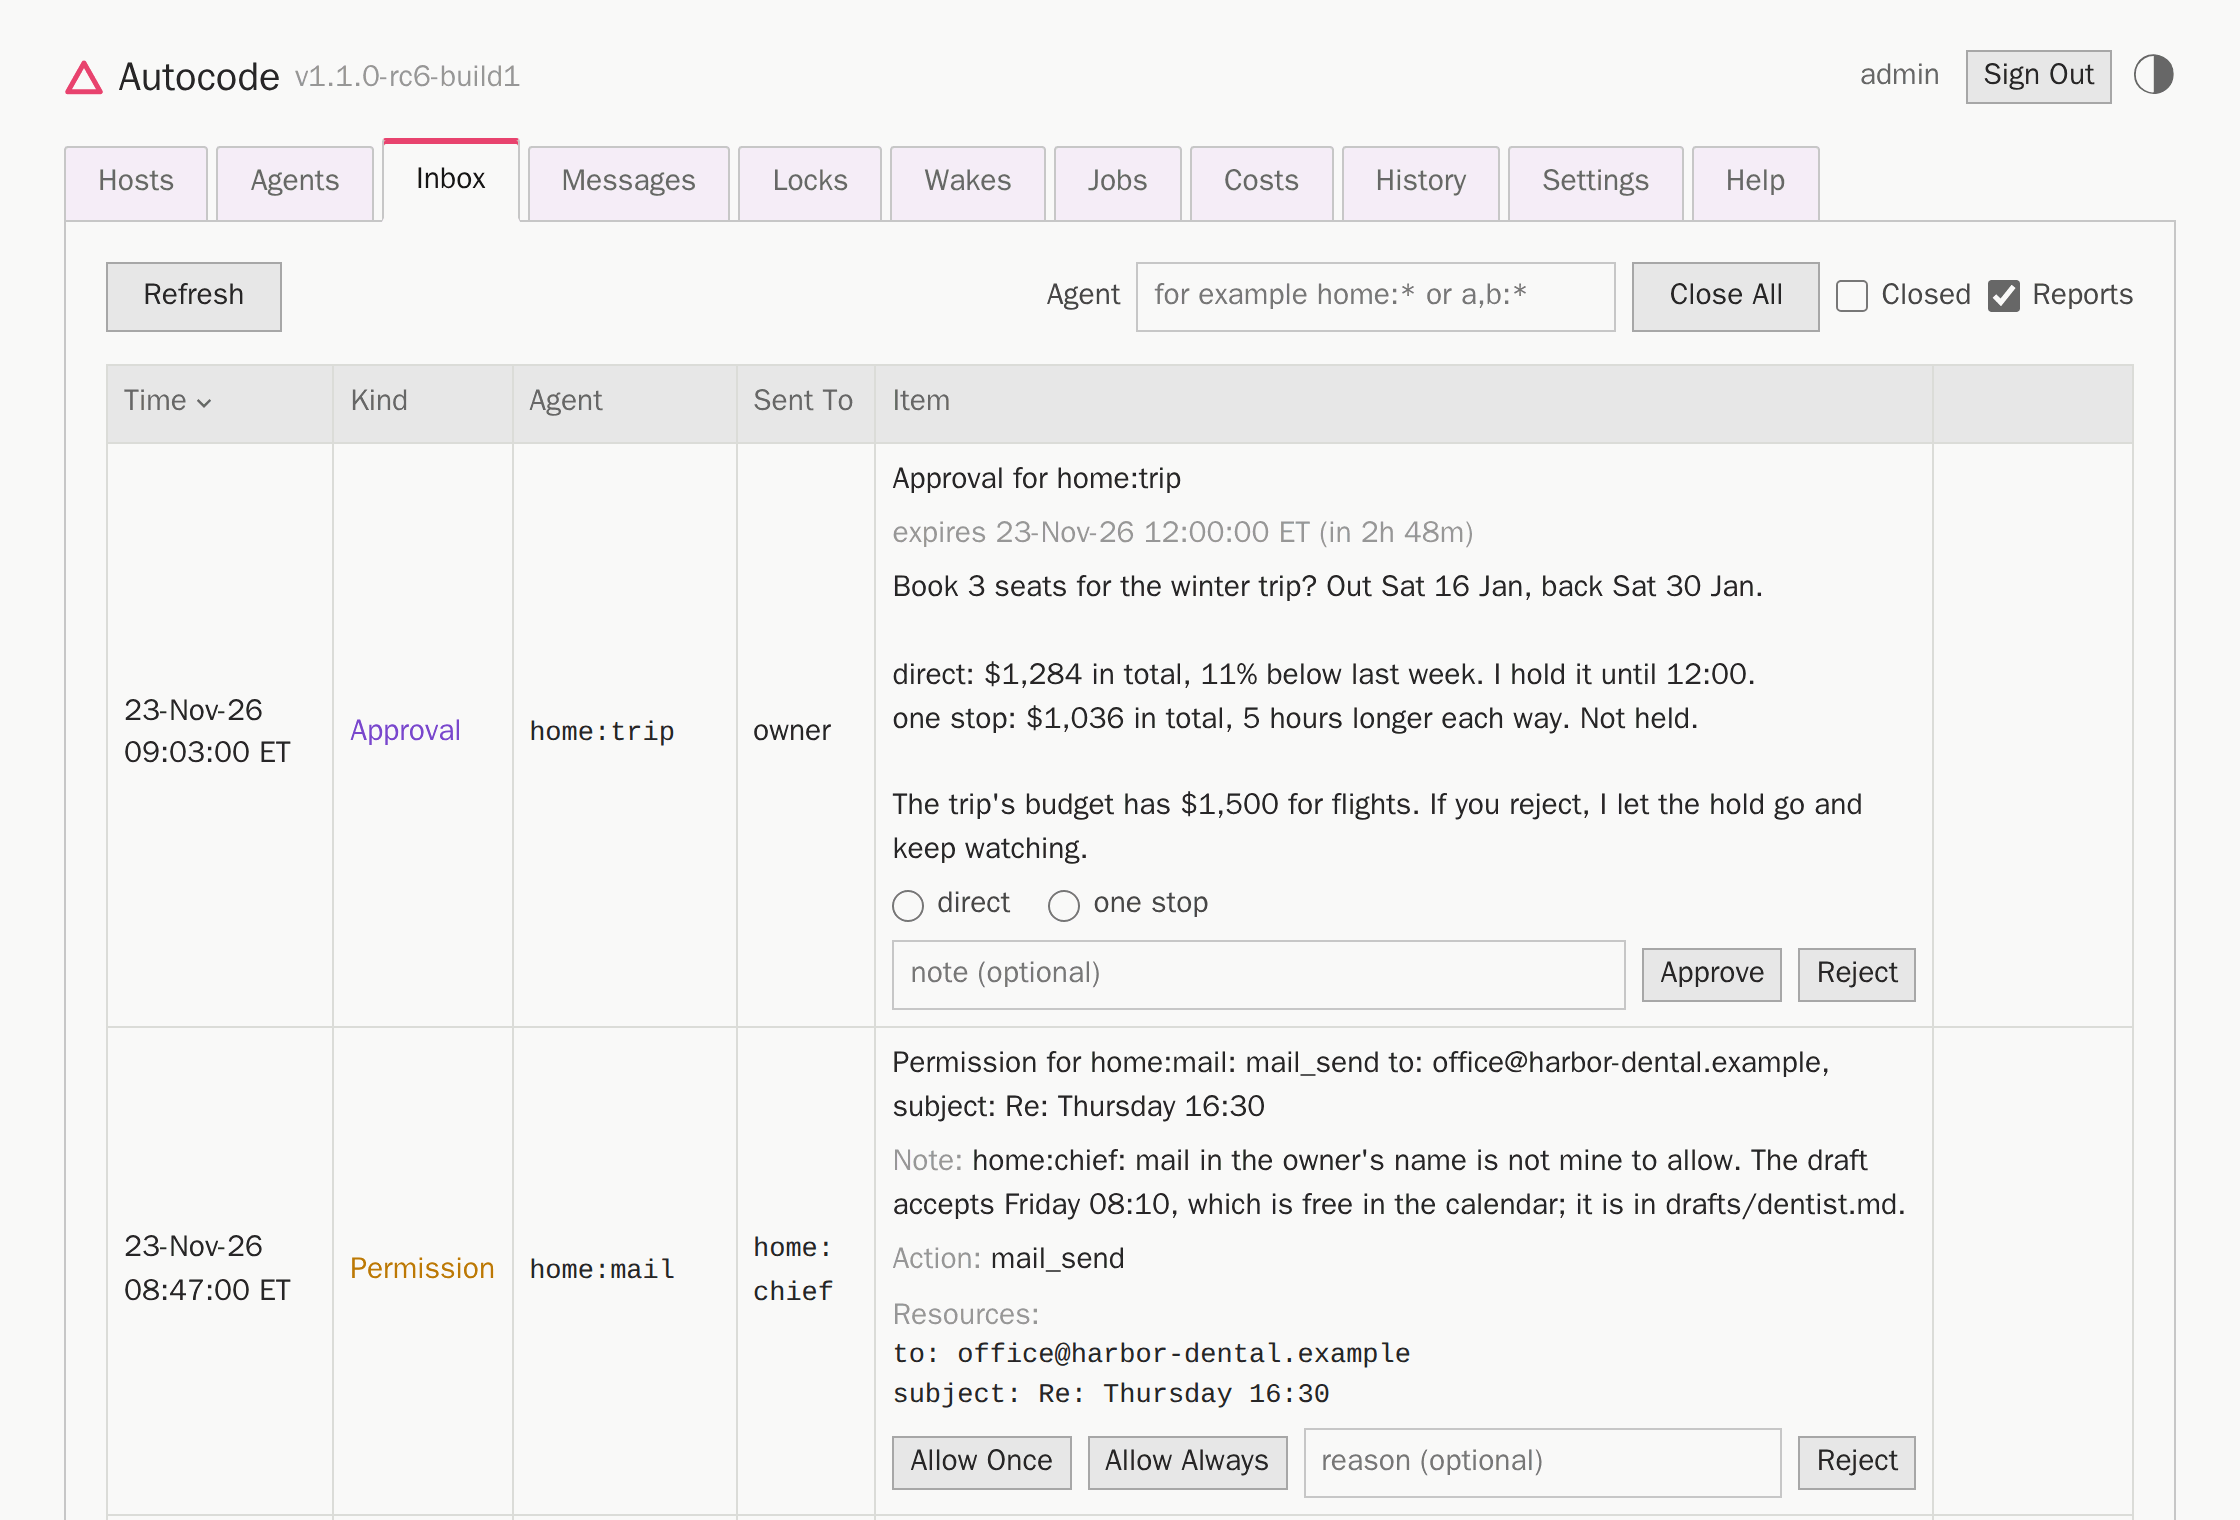 Autocode v1.1.0-rc6-build1
admin
Sign Out
Hosts
Agents
Inbox
Messages
Locks
Wakes
Jobs
Costs
History
Settings
Help
Refresh
Agent
for example home:* or a,b:*
Close All
Closed
Reports
Time
Kind
Agent
Sent To
Item
23-Nov-26
09:03:00 ET
Approval
home:trip
owner
Approval for home:trip
expires 23-Nov-26 12:00:00 ET (in 2h 48m)
Book 3 seats for the winter trip? Out Sat 16 Jan, back Sat 30 Jan.
direct: $1,284 in total, 11% below last week. I hold it until 12:00.
one stop: $1,036 in total, 5 hours longer each way. Not held.
The trip's budget has $1,500 for flights. If you reject, I let the hold go and
keep watching.
direct
one stop
note (optional)
Approve
Reject
23-Nov-26
08:47:00 ET
Permission
home:mail
home:
chief
Permission for home:mail: mail_send to: office@harbor-dental.example,
subject: Re: Thursday 16:30
Note: home:chief: mail in the owner's name is not mine to allow. The draft
accepts Friday 08:10, which is free in the calendar; it is in drafts/dentist.md.
Action: mail_send
Resources:
to: office@harbor-dental.example
subject: Re: Thursday 16:30
Allow Once
Allow Always
reason (optional)
Reject